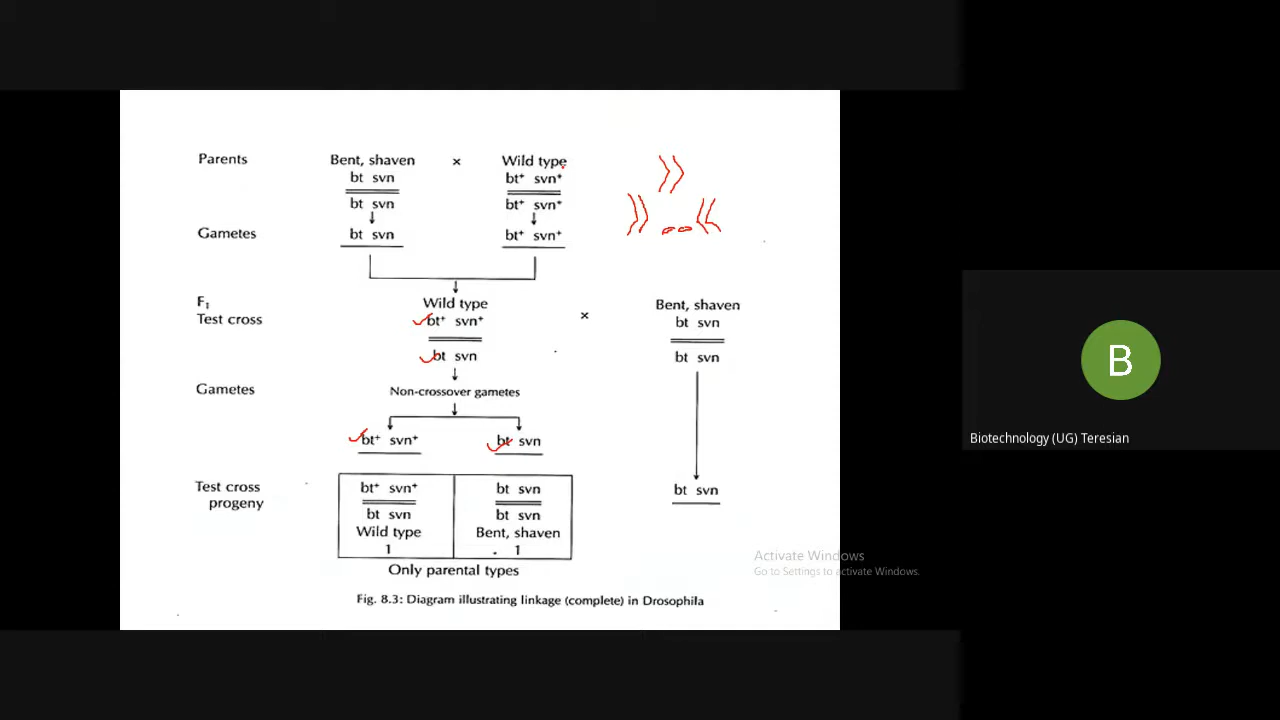 Parents Bent, shaven × Wild type
bt svn bt⁺ svn⁺
bt svn bt⁺ svn⁺
Gametes bt svn bt⁺ svn⁺
F₁ Wild type × Bent, shaven
Test cross bt⁺ svn⁺ bt svn
bt svn bt svn
Gametes Non-crossover gametes
bt⁺ svn⁺ bt svn
Test cross bt⁺ svn⁺ bt svn bt svn
progeny bt svn bt svn
Wild type Bent, shaven
1 1
Only parental types
Fig. 8.3: Diagram illustrating linkage (complete) in Drosophila
B
Biotechnology (UG) Teresian
Activate Windows
Go to Settings to activate Windows.